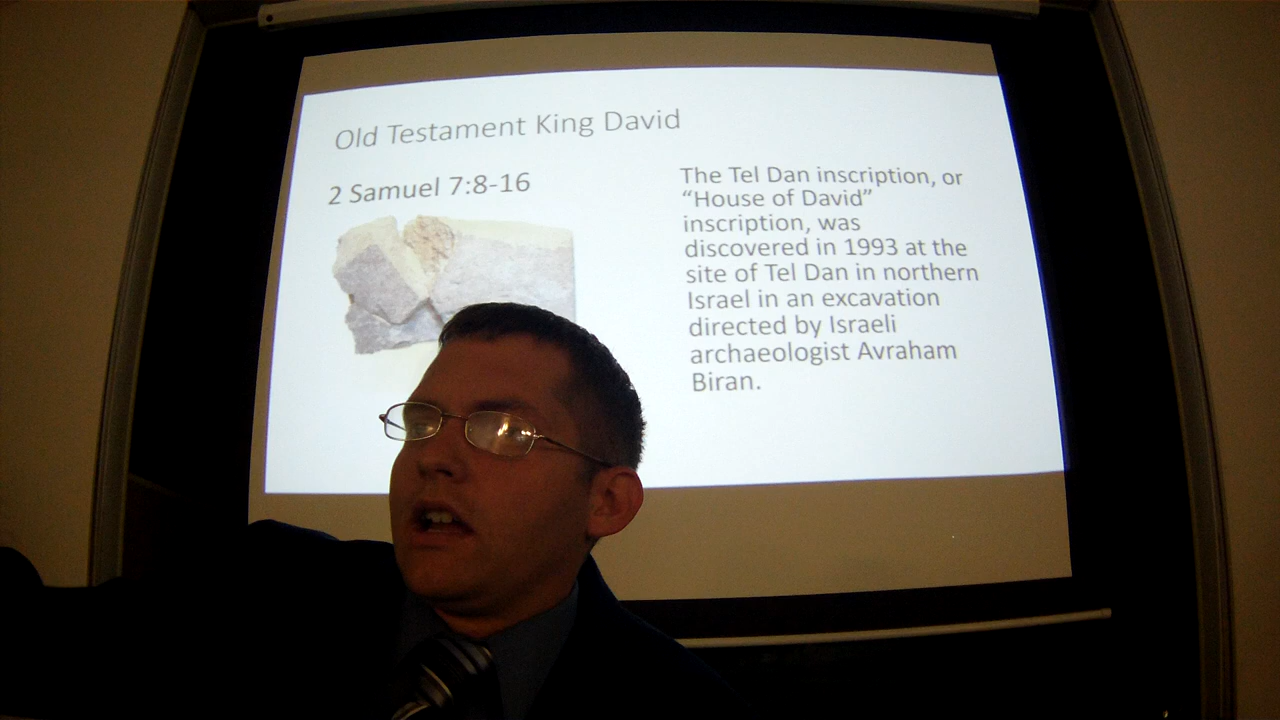 Old Testament King David
2 Samuel 7:8-16
The Tel Dan inscription, or
“House of David”
inscription, was
discovered in 1993 at the
site of Tel Dan in northern
Israel in an excavation
directed by Israeli
archaeologist Avraham
Biran.